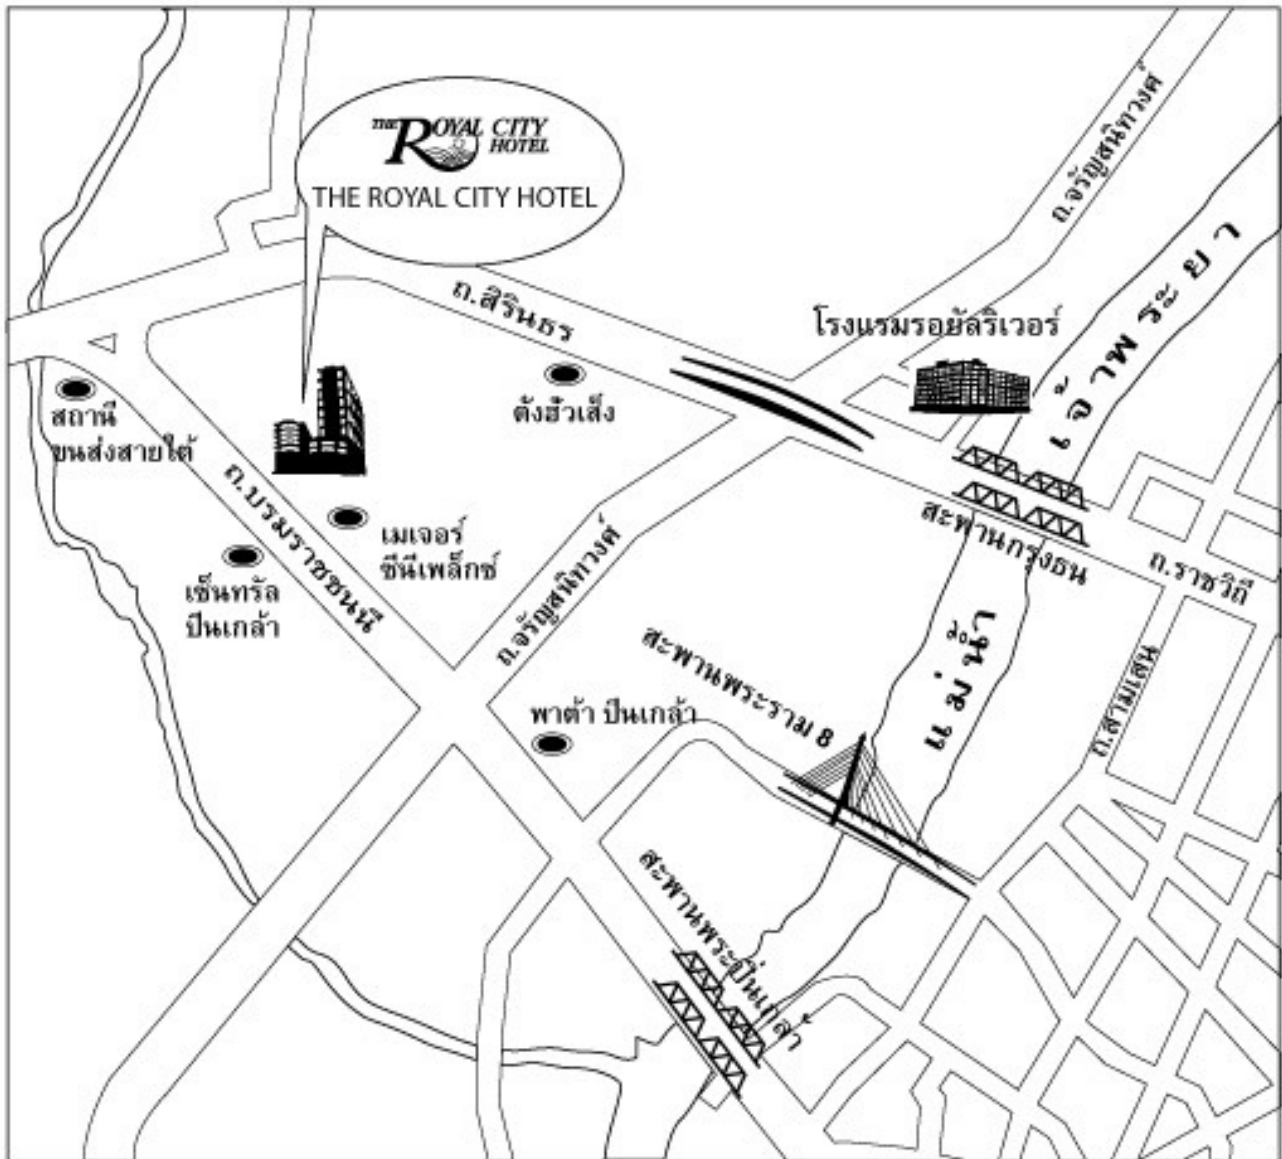 THE ROYAL CITY HOTEL
THE ROYAL CITY HOTEL
ถ.จรัญสนิทวงศ์
ถ.สิรินธร
โรงแรมรอยัลริเวอร์
เจ้าพระยา
สถานี
ขนส่งสายใต้
ตังฮัวเส็ง
ถ.บรมราชชนนี
เมเจอร์
ซีนีเพล็กซ์
เซ็นทรัล
ปิ่นเกล้า
ถ.จรัญสนิทวงศ์
สะพานกรุงธน
ถ.ราชวิถี
แม่น้ำ
สะพานพระราม 8
ถ.สามเสน
พาต้า ปิ่นเกล้า
สะพานพระปิ่นเกล้า